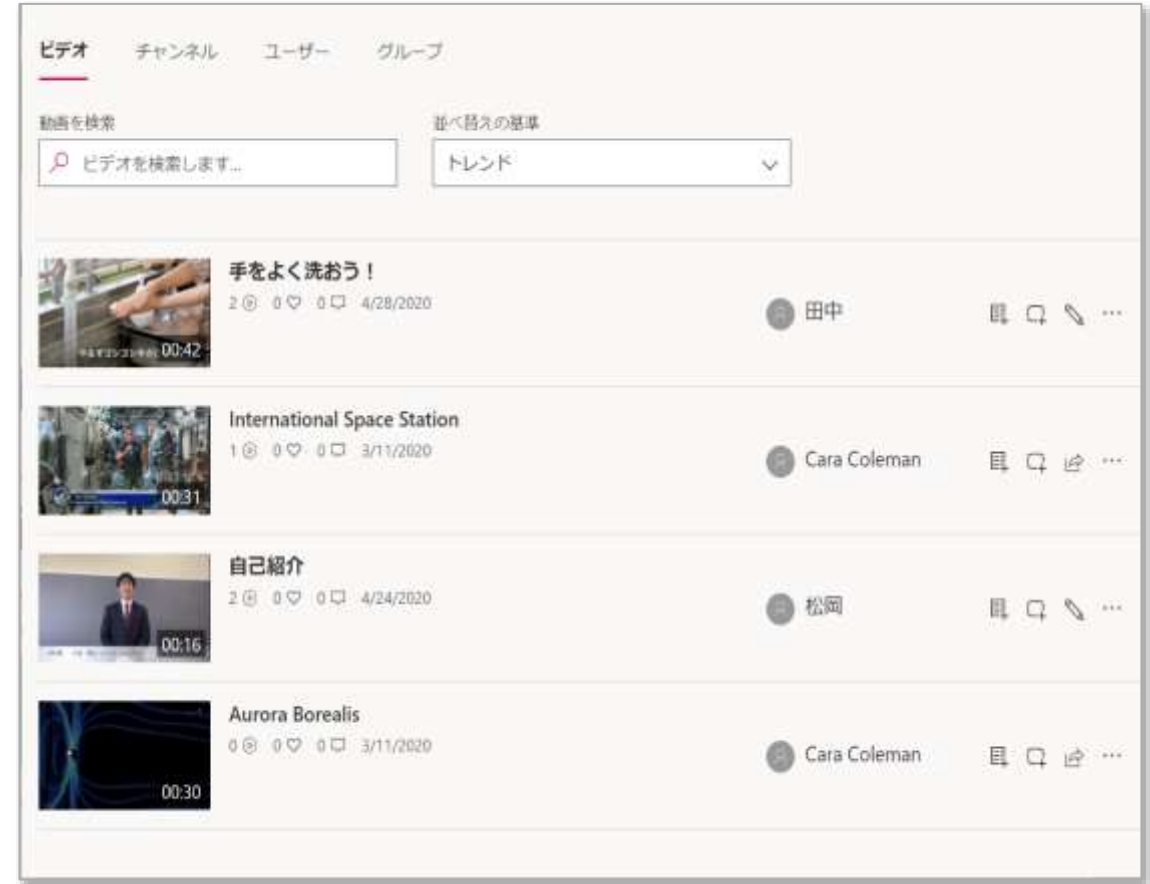 ビデオ チャンネル ユーザー グループ
動画を検索 並べ替えの基準
ビデオを検索します... トレンド
手をよく洗おう！
2 0 0 4/28/2020
田中
00:42
International Space Station
1 0 0 3/11/2020
Cara Coleman
00:31
自己紹介
2 0 0 4/24/2020
松岡
00:16
Aurora Borealis
0 0 0 3/11/2020
Cara Coleman
00:30